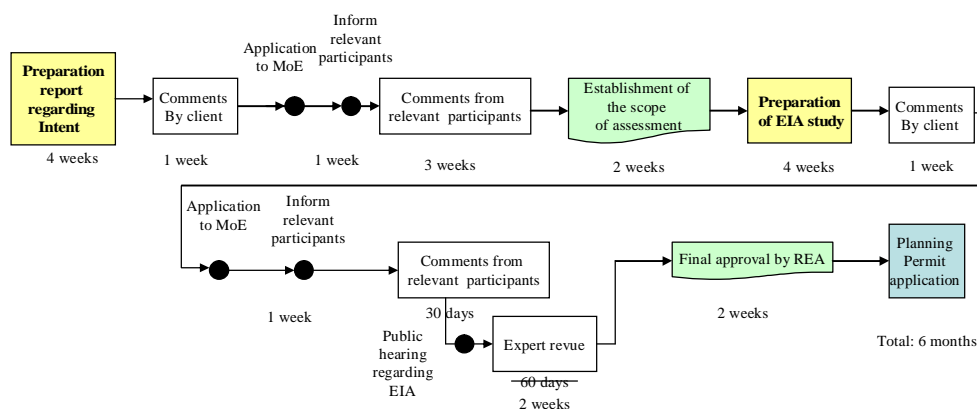 Preparation
report
regarding
Intent
4 weeks
Comments
By client
1 week
Application
to MoE
Inform
relevant
participants
1 week
Comments from
relevant participants
3 weeks
Establishment of
the scope
of assessment
2 weeks
Preparation
of EIA study
4 weeks
Comments
By client
1 week
Application
to MoE
Inform
relevant
participants
1 week
Comments from
relevant participants
30 days
Public
hearing
regarding
EIA
Expert revue
60 days
2 weeks
Final approval by REA
2 weeks
Planning
Permit
application
Total: 6 months